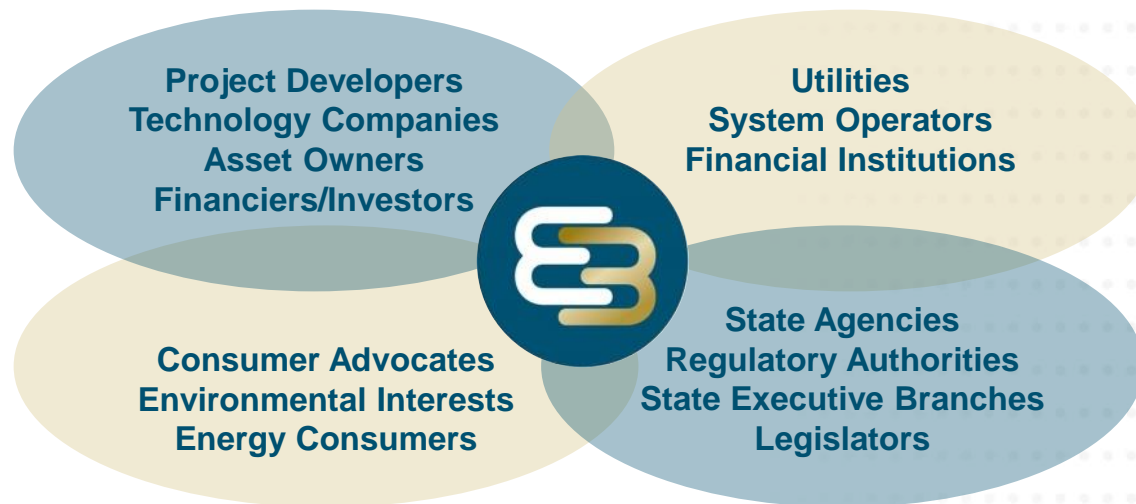 Project Developers
Technology Companies
Asset Owners
Financiers/Investors
Utilities
System Operators
Financial Institutions
E3
Consumer Advocates
Environmental Interests
Energy Consumers
State Agencies
Regulatory Authorities
State Executive Branches
Legislators